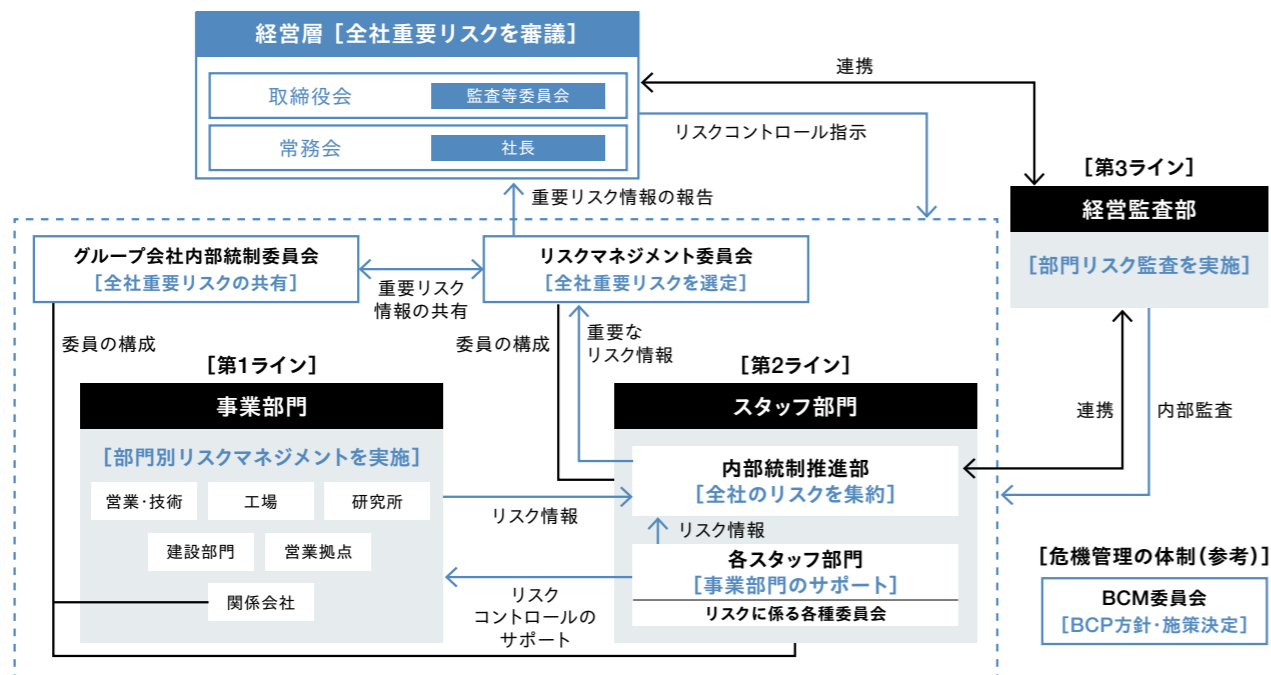 経営層［全社重要リスクを審議］
取締役会
監査等委員会
常務会
社長
連携
リスクコントロール指示
重要リスク情報の報告
［第3ライン］
経営監査部
［部門リスク監査を実施］
グループ会社内部統制委員会
［全社重要リスクの共有］
重要リスク
情報の共有
リスクマネジメント委員会
［全社重要リスクを選定］
委員の構成
委員の構成
重要な
リスク情報
［第1ライン］
事業部門
［部門別リスクマネジメントを実施］
営業・技術
工場
研究所
建設部門
営業拠点
関係会社
リスク情報
リスク
コントロールの
サポート
［第2ライン］
スタッフ部門
内部統制推進部
［全社のリスクを集約］
リスク情報
各スタッフ部門
［事業部門のサポート］
リスクに係る各種委員会
連携
内部監査
［危機管理の体制（参考）］
BCM委員会
［BCP方針・施策決定］